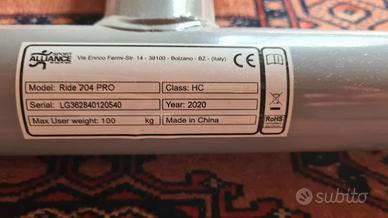 SPORT
ALLIANCE
Via Enrico Fermi-Str. 14 - 39100 - Bolzano - BZ - (Italy)
CE
Model: Ride 204 PRO
Class: HC
Serial: LG362840120540
Year: 2020
Max User weight: 100 kg
Made in China
RoHS
subito